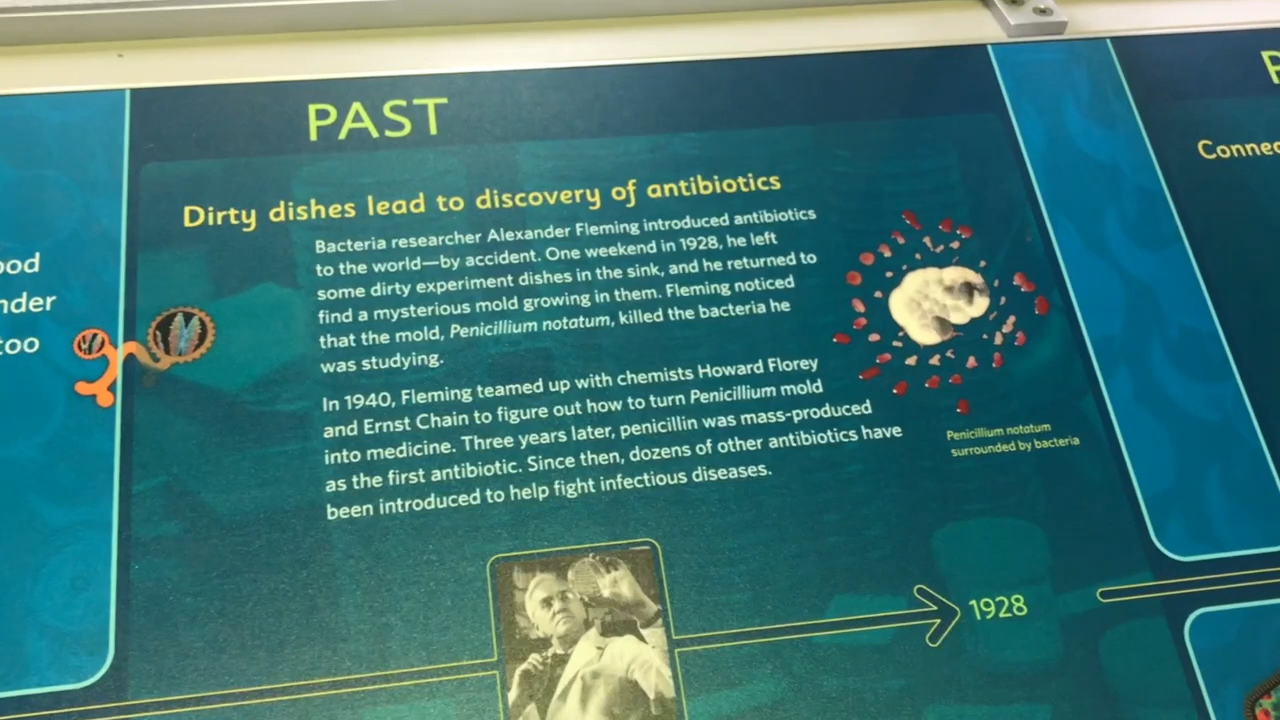 PAST
Dirty dishes lead to discovery of antibiotics
Bacteria researcher Alexander Fleming introduced antibiotics
to the world—by accident. One weekend in 1928, he left
some dirty experiment dishes in the sink, and he returned to
find a mysterious mold growing in them. Fleming noticed
that the mold, Penicillium notatum, killed the bacteria he
was studying.
In 1940, Fleming teamed up with chemists Howard Florey
and Ernst Chain to figure out how to turn Penicillium mold
into medicine. Three years later, penicillin was mass-produced
as the first antibiotic. Since then, dozens of other antibiotics have
been introduced to help fight infectious diseases.
Penicillium notatum
surrounded by bacteria
1928
too